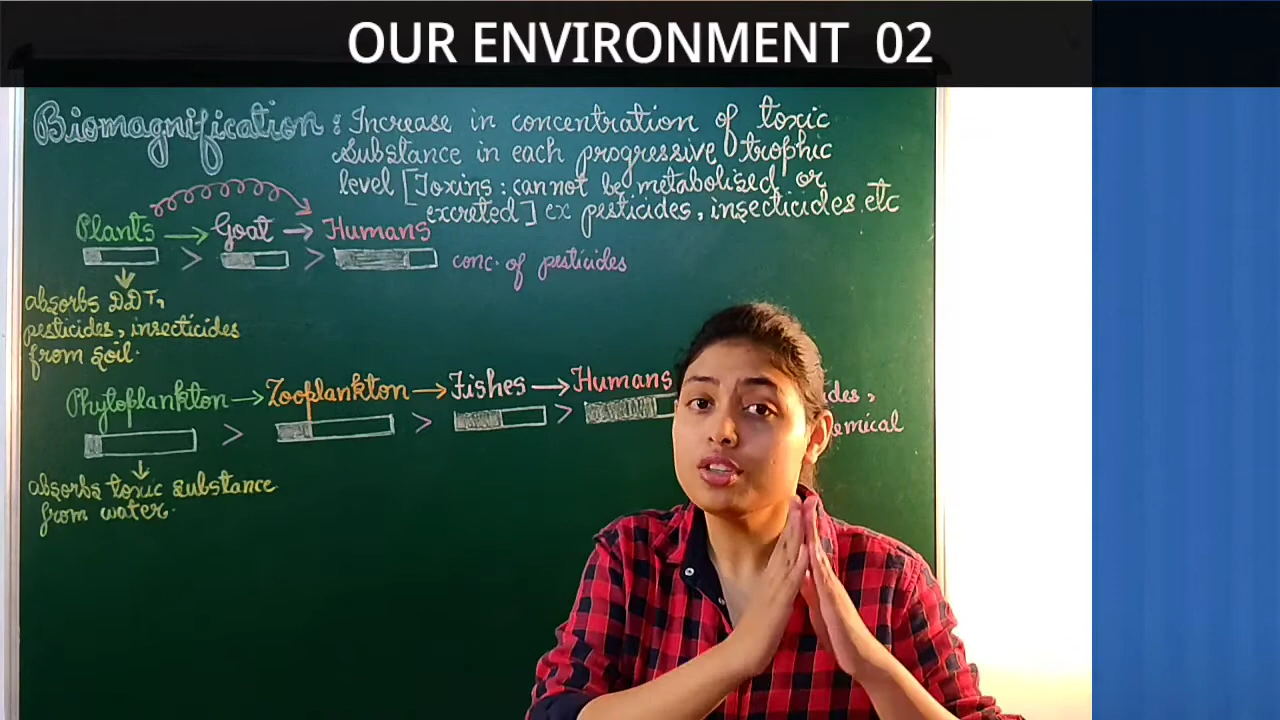 OUR ENVIRONMENT 02
Biomagnification : Increase in concentration of toxic
substance in each progressive trophic
level [Toxins : cannot be metabolised or
excreted] ex pesticides, insecticides etc
Plants → Goat → Humans
> > conc. of pesticides
absorbs DDT,
pesticides, insecticides
from soil.
Phytoplankton → Zooplankton → Fishes → Humans
> > >
absorbs toxic substance
from water.